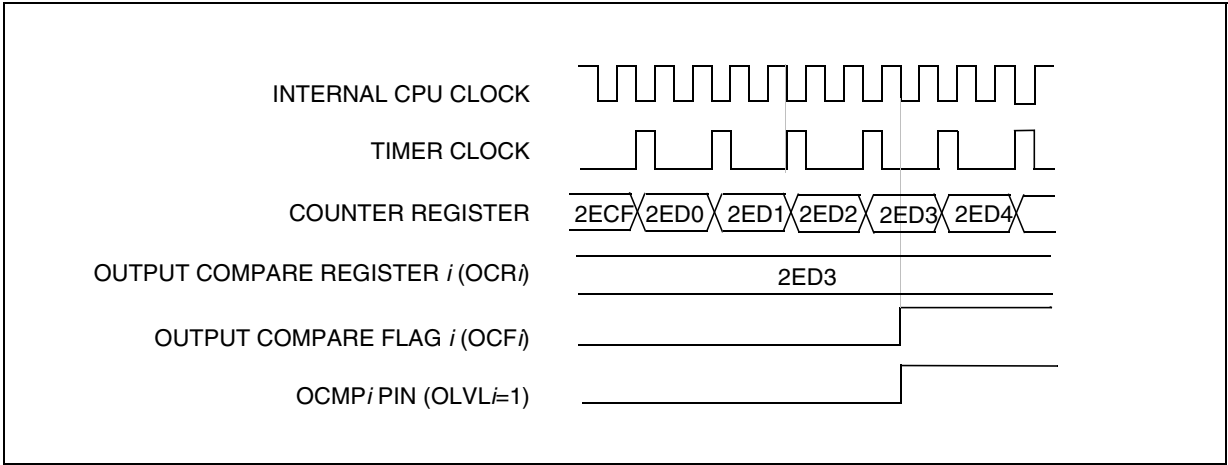 INTERNAL CPU CLOCK
TIMER CLOCK
COUNTER REGISTER 2ECF 2ED0 2ED1 2ED2 2ED3 2ED4
OUTPUT COMPARE REGISTER i (OCRi) 2ED3
OUTPUT COMPARE FLAG i (OCFi)
OCMPi PIN (OLVLi=1)